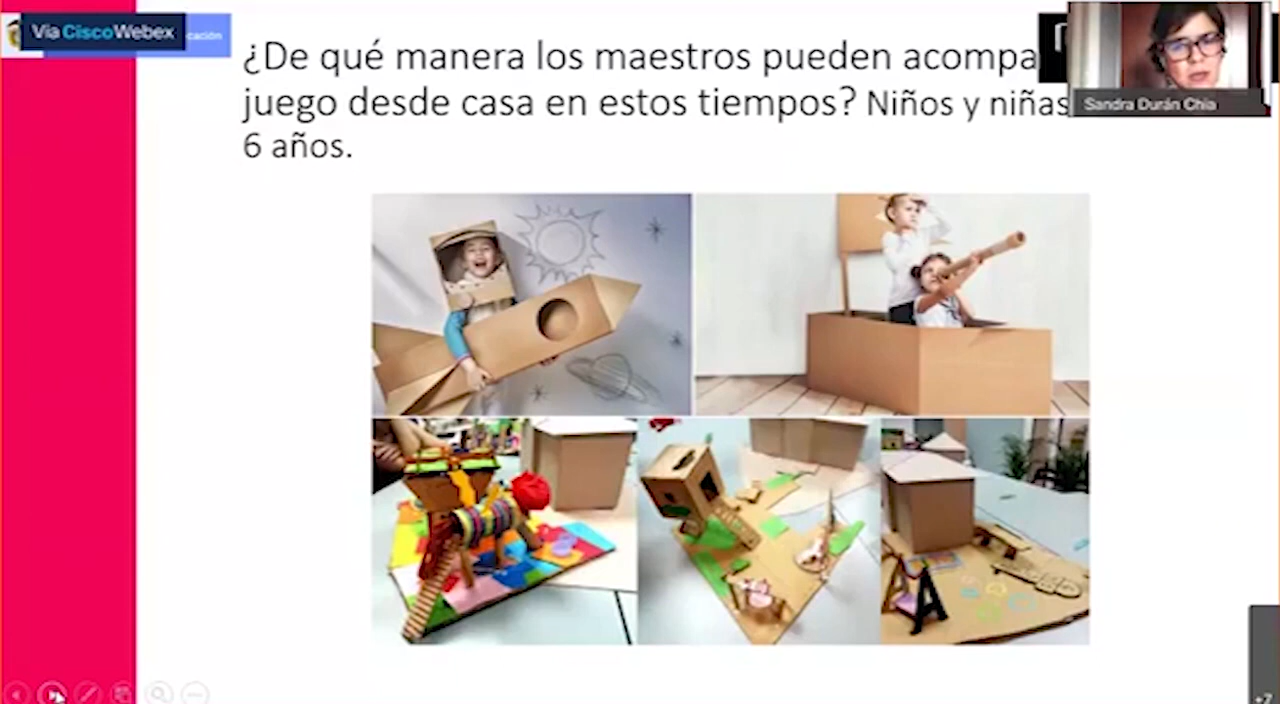 Vía CiscoWebex
cación
¿De qué manera los maestros pueden acompa
juego desde casa en estos tiempos? Niños y niñas
6 años.
Sandra Durán Chia
+7